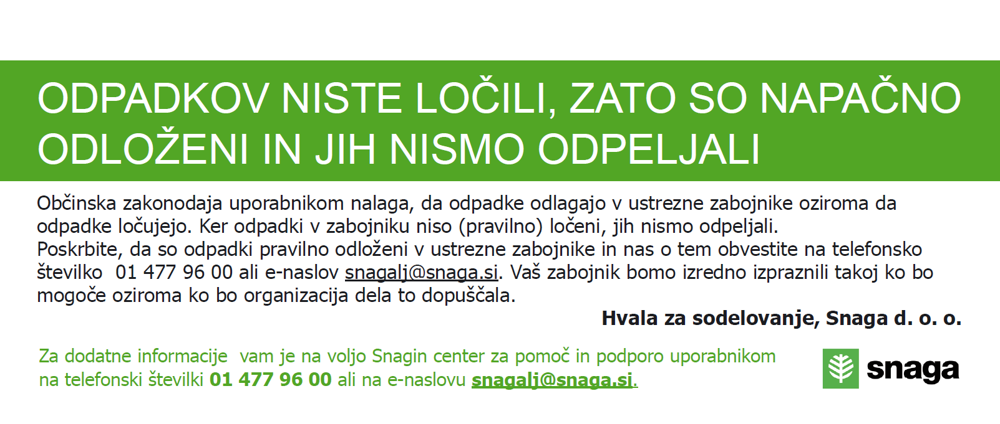 ODPADKOV NISTE LOČILI, ZATO SO NAPAČNO
ODLOŽENI IN JIH NISMO ODPELJALI
Občinska zakonodaja uporabnikom nalaga, da odpadke odlagajo v ustrezne zabojnike oziroma da
odpadke ločujejo. Ker odpadki v zabojniku niso (pravilno) ločeni, jih nismo odpeljali.
Poskrbite, da so odpadki pravilno odloženi v ustrezne zabojnike in nas o tem obvestite na telefonsko
številko  01 477 96 00 ali e-naslov snagalj@snaga.si. Vaš zabojnik bomo izredno izpraznili takoj ko bo
mogoče oziroma ko bo organizacija dela to dopuščala.
Hvala za sodelovanje, Snaga d. o. o.
Za dodatne informacije  vam je na voljo Snagin center za pomoč in podporo uporabnikom
na telefonski številki 01 477 96 00 ali na e-naslovu snagalj@snaga.si.
snaga